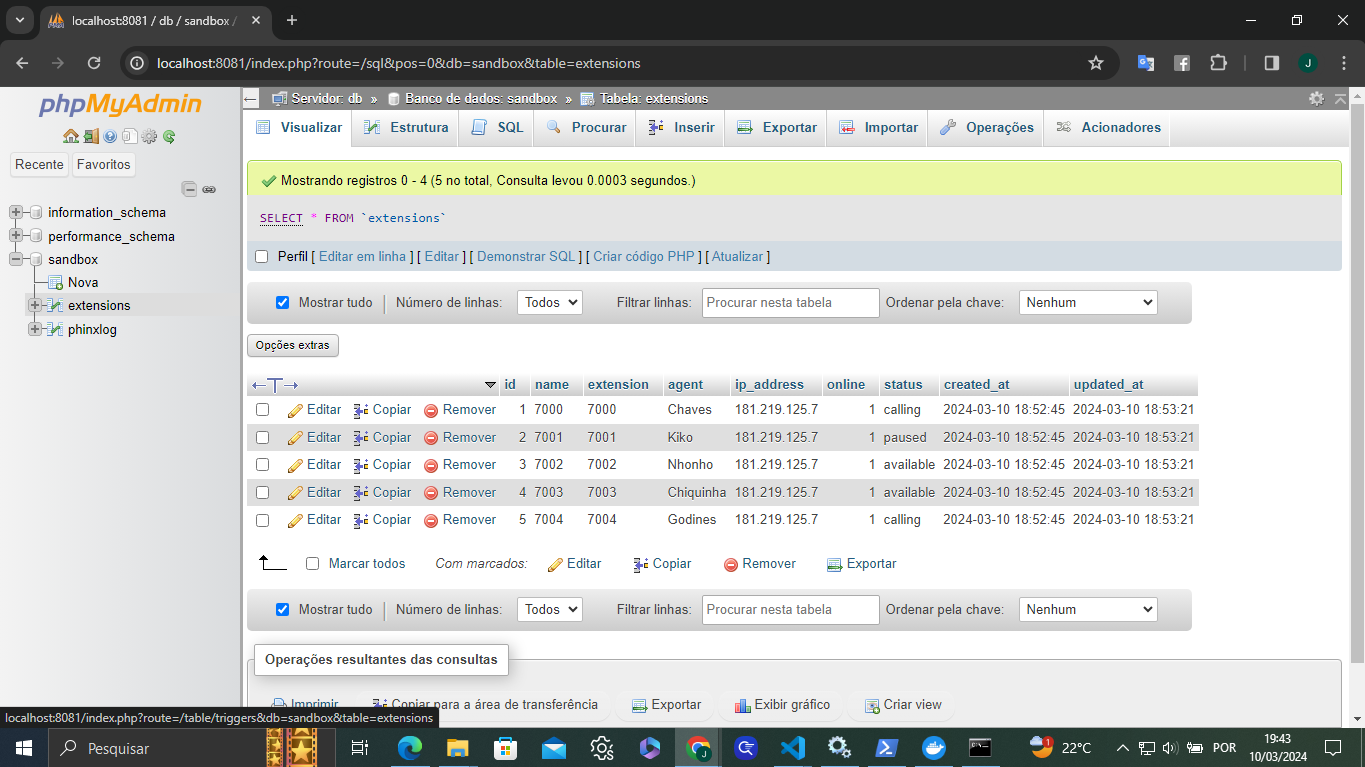 localhost:8081 / db / sandbox /
localhost:8081/index.php?route=/sql&pos=0&db=sandbox&table=extensions
J
phpMyAdmin
Recente Favoritos
information_schema
performance_schema
sandbox
Nova
extensions
phinxlog
Servidor: db » Banco de dados: sandbox » Tabela: extensions
Visualizar Estrutura SQL Procurar Inserir Exportar Importar Operações Acionadores
Mostrando registros 0 - 4 (5 no total, Consulta levou 0.0003 segundos.)
SELECT * FROM `extensions`
Perfil [ Editar em linha ] [ Editar ] [ Demonstrar SQL ] [ Criar código PHP ] [ Atualizar ]
Mostrar tudo Número de linhas: Todos Filtrar linhas: Procurar nesta tabela Ordenar pela chave: Nenhum
Opções extras
←T→ id name extension agent ip_address online status created_at updated_at
Editar Copiar Remover 1 7000 7000 Chaves 181.219.125.7 1 calling 2024-03-10 18:52:45 2024-03-10 18:53:21
Editar Copiar Remover 2 7001 7001 Kiko 181.219.125.7 1 paused 2024-03-10 18:52:45 2024-03-10 18:53:21
Editar Copiar Remover 3 7002 7002 Nhonho 181.219.125.7 1 available 2024-03-10 18:52:45 2024-03-10 18:53:21
Editar Copiar Remover 4 7003 7003 Chiquinha 181.219.125.7 1 available 2024-03-10 18:52:45 2024-03-10 18:53:21
Editar Copiar Remover 5 7004 7004 Godines 181.219.125.7 1 calling 2024-03-10 18:52:45 2024-03-10 18:53:21
Marcar todos Com marcados: Editar Copiar Remover Exportar
Mostrar tudo Número de linhas: Todos Filtrar linhas: Procurar nesta tabela Ordenar pela chave: Nenhum
Operações resultantes das consultas
Imprimir Copiar para a área de transferência Exportar Exibir gráfico Criar view
localhost:8081/index.php?route=/table/triggers&db=sandbox&table=extensions
Pesquisar 1 22°C POR 19:43
10/03/2024